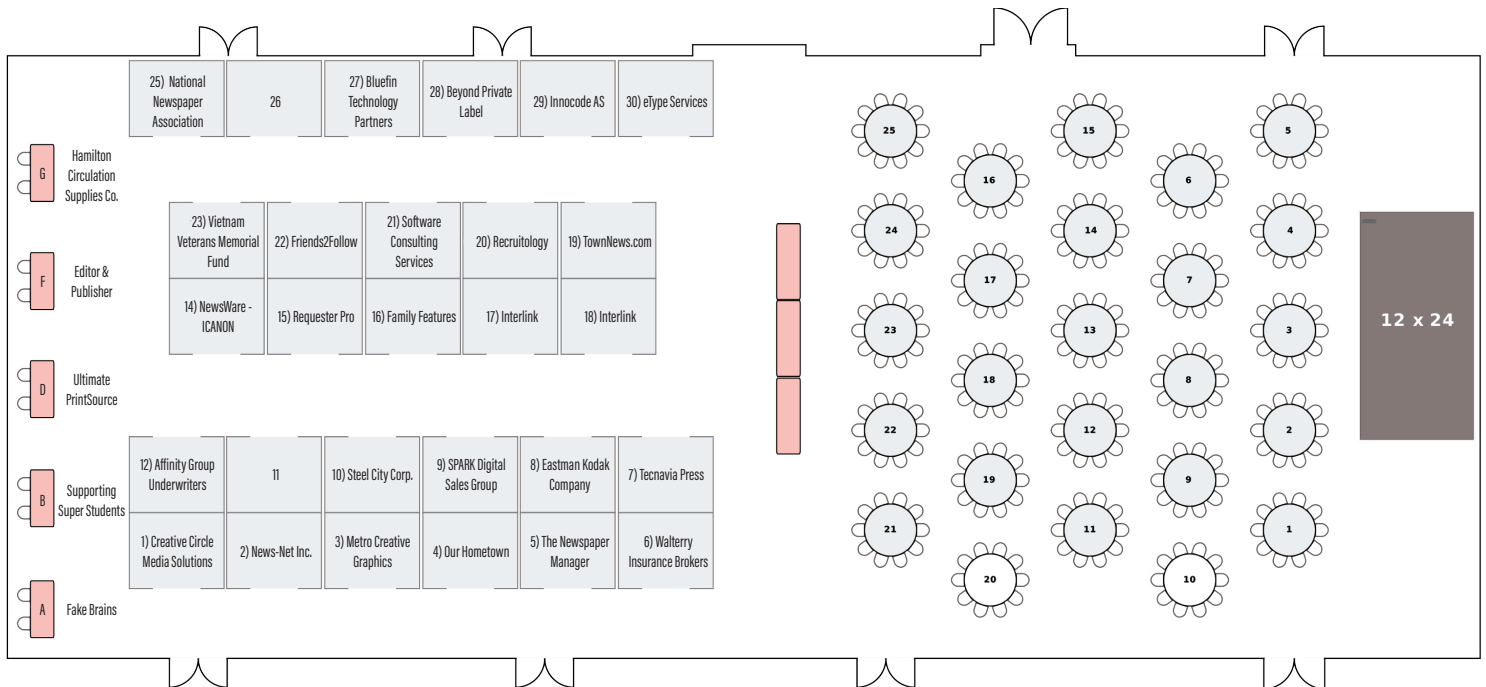 25) National
Newspaper
Association
26
27) Bluefin
Technology
Partners
28) Beyond Private
Label
29) Innocode AS
30) eType Services
G
Hamilton
Circulation
Supplies Co.
F
Editor &
Publisher
D
Ultimate
PrintSource
B
Supporting
Super Students
A
Fake Brains
23) Vietnam
Veterans Memorial
Fund
22) Friends2Follow
21) Software
Consulting
Services
20) Recruitology
19) TownNews.com
14) NewsWare -
ICANON
15) Requester Pro
16) Family Features
17) Interlink
18) Interlink
12) Affinity Group
Underwriters
11
10) Steel City Corp.
9) SPARK Digital
Sales Group
8) Eastman Kodak
Company
7) Tecnavia Press
1) Creative Circle
Media Solutions
2) News-Net Inc.
3) Metro Creative
Graphics
4) Our Hometown
5) The Newspaper
Manager
6) Walterry
Insurance Brokers
25
24
23
22
21
16
17
18
19
20
15
14
13
12
11
6
7
8
9
10
5
4
3
2
1
12 x 24